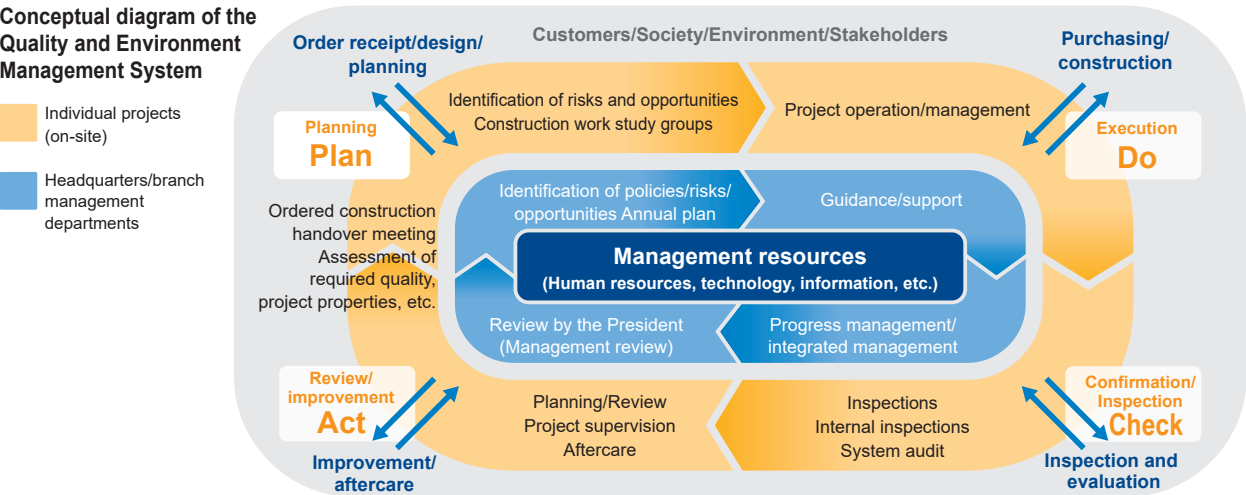 Conceptual diagram of the
Quality and Environment
Management System
Individual projects
(on-site)
Headquarters/branch
management
departments
Customers/Society/Environment/Stakeholders
Order receipt/design/
planning
Purchasing/
construction
Planning
Plan
Identification of risks and opportunities
Construction work study groups
Project operation/management
Execution
Do
Ordered construction
handover meeting
Assessment of
required quality,
project properties, etc.
Identification of policies/risks/
opportunities Annual plan
Guidance/support
Management resources
(Human resources, technology, information, etc.)
Review by the President
(Management review)
Progress management/
integrated management
Review/
improvement
Act
Planning/Review
Project supervision
Aftercare
Inspections
Internal inspections
System audit
Confirmation/
Inspection
Check
Improvement/
aftercare
Inspection and
evaluation